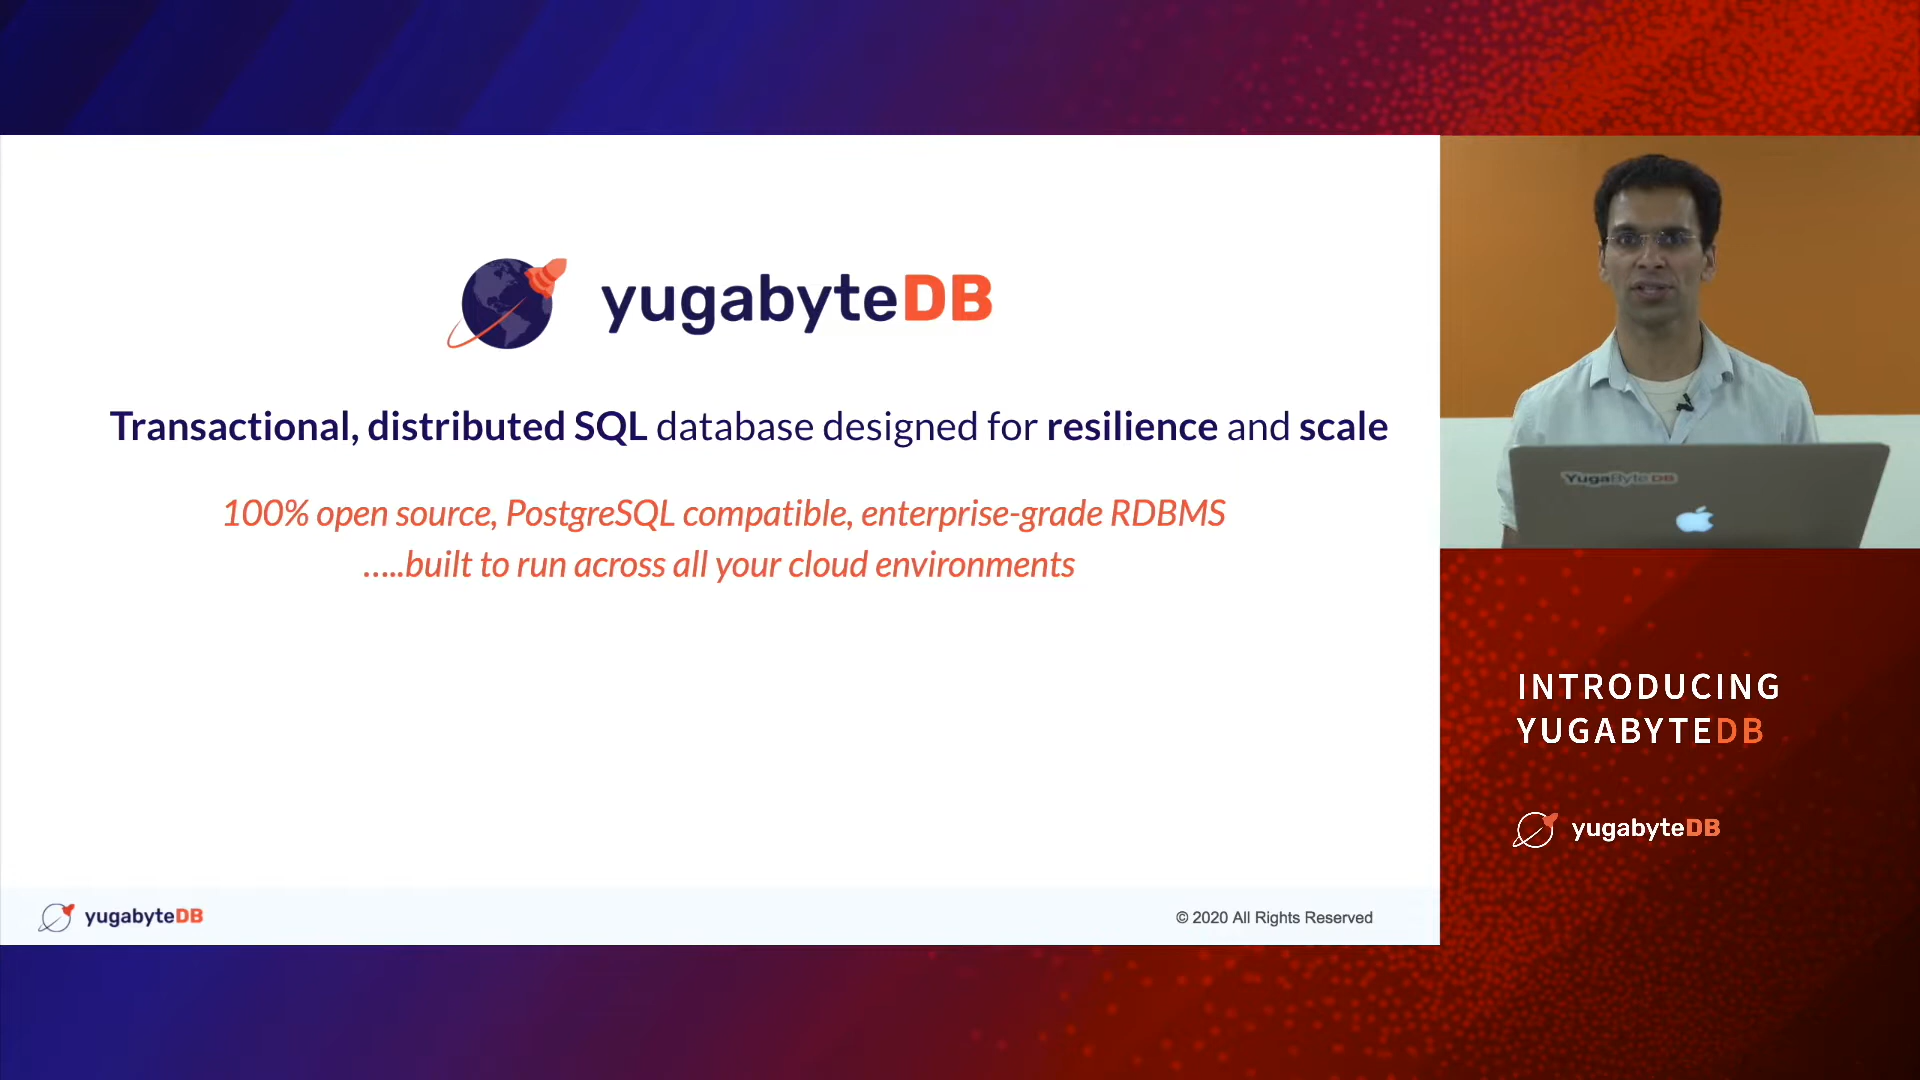 yugabyteDB
Transactional, distributed SQL database designed for resilience and scale
100% open source, PostgreSQL compatible, enterprise-grade RDBMS
.....built to run across all your cloud environments
yugabyteDB
© 2020 All Rights Reserved
YugaByteDB
INTRODUCING
YUGABYTEDB
yugabyteDB